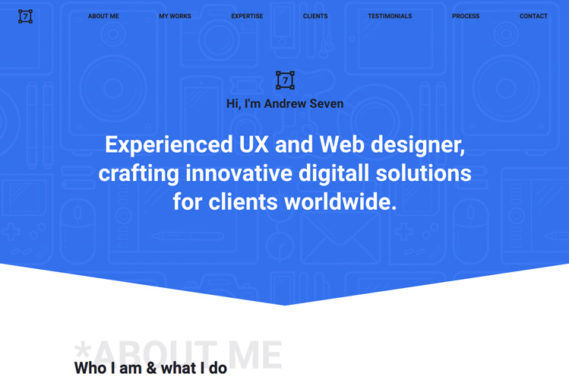 7
ABOUT ME
MY WORKS
EXPERTISE
CLIENTS
TESTIMONIALS
PROCESS
CONTACT
7
Hi, I'm Andrew Seven
Experienced UX and Web designer,
crafting innovative digitall solutions
for clients worldwide.
*ABOUT ME
Who I am & what I do